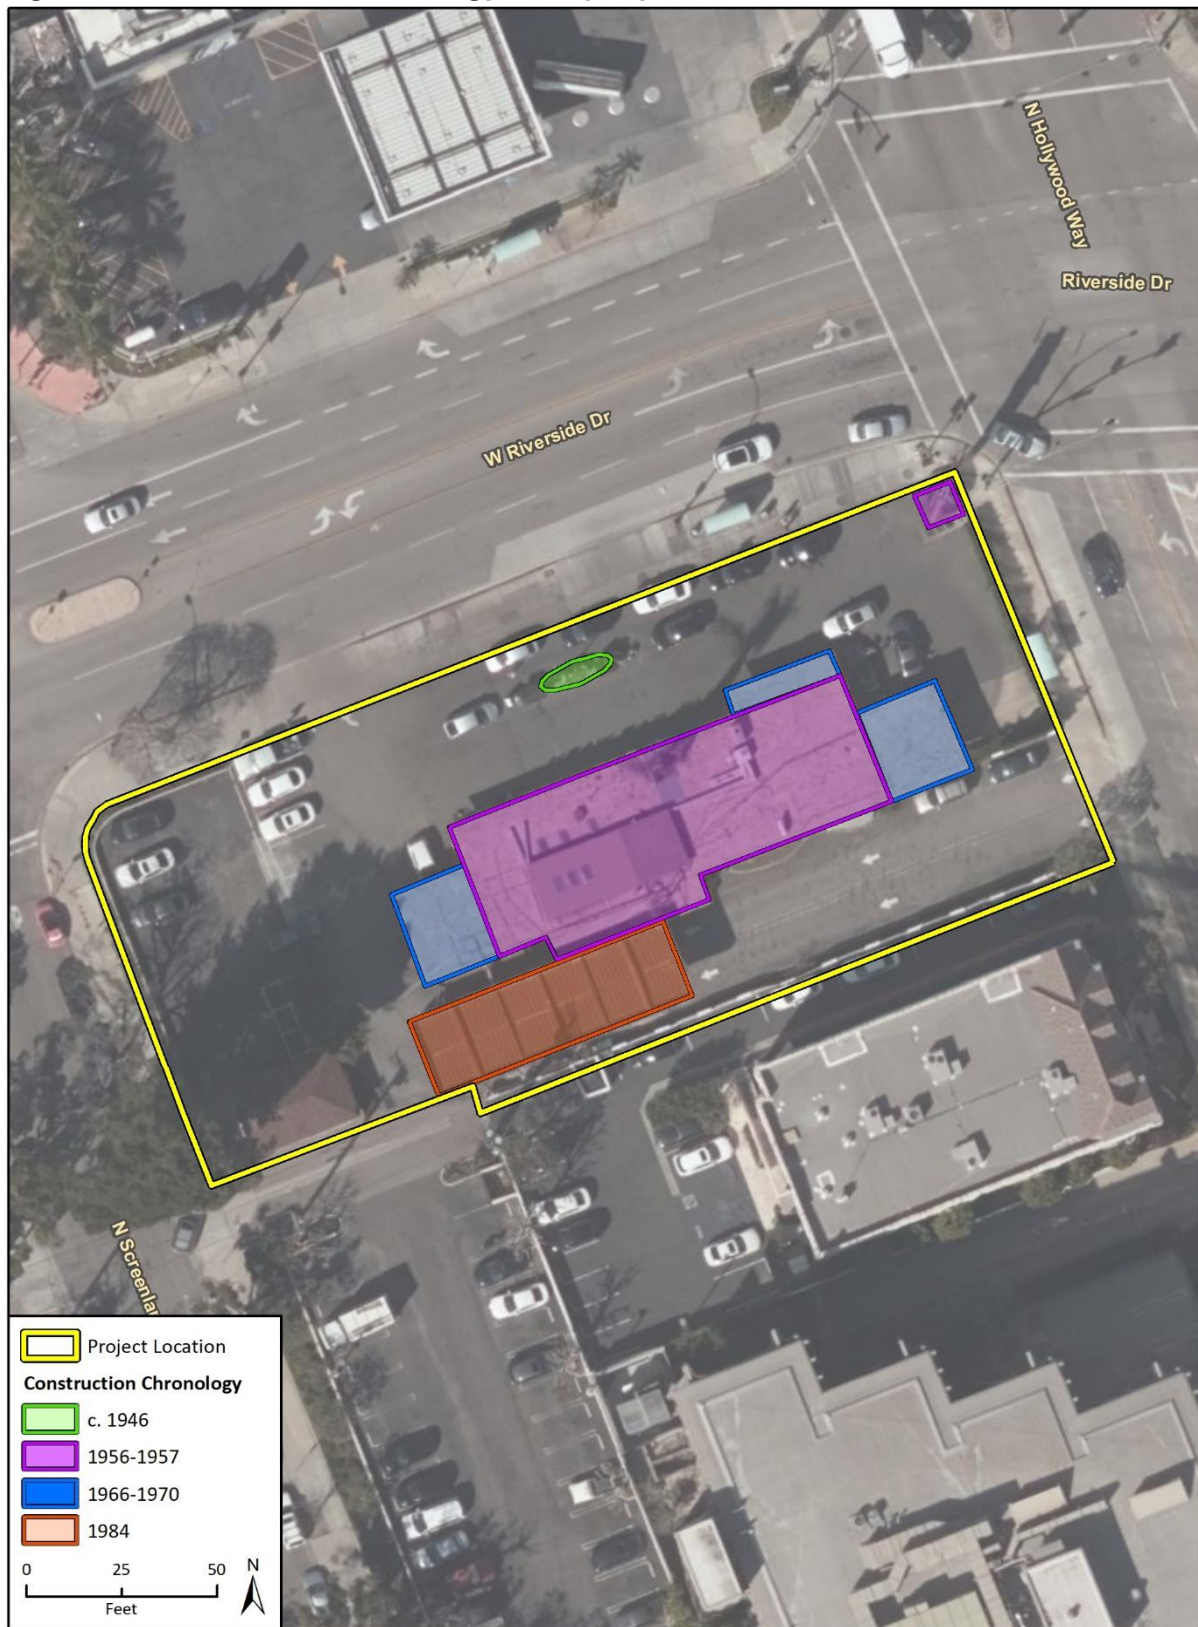 N Hollywood Way
Riverside Dr
W Riverside Dr
N Screenlan
Project Location
Construction Chronology
c. 1946
1956-1957
1966-1970
1984
0 25 50 N
Feet